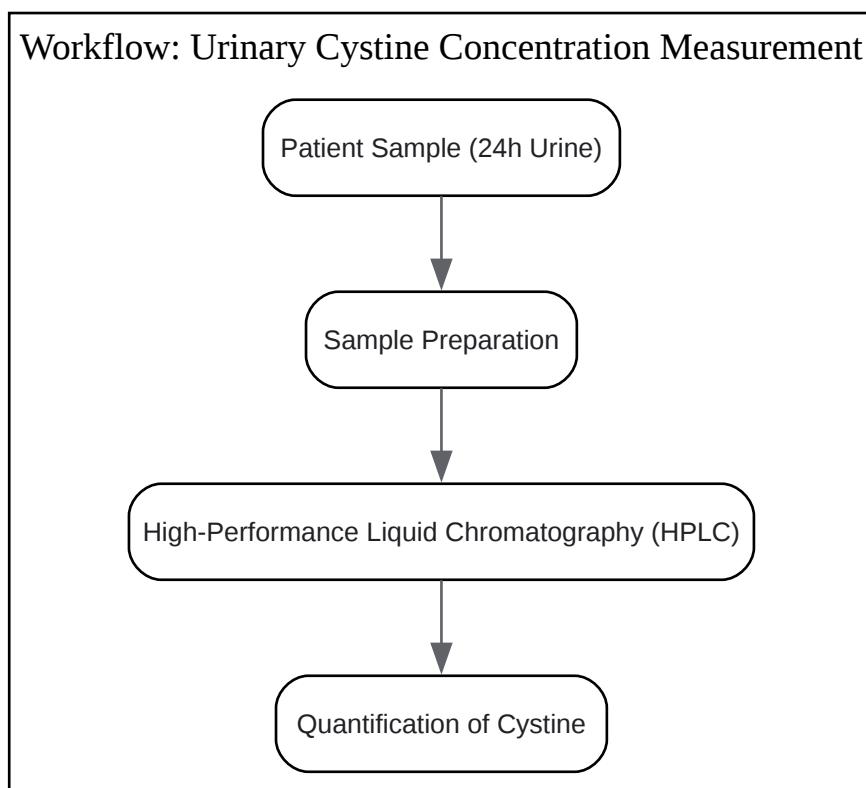 Workflow: Urinary Cystine Concentration Measurement
Patient Sample (24h Urine)
Sample Preparation
High-Performance Liquid Chromatography (HPLC)
Quantification of Cystine